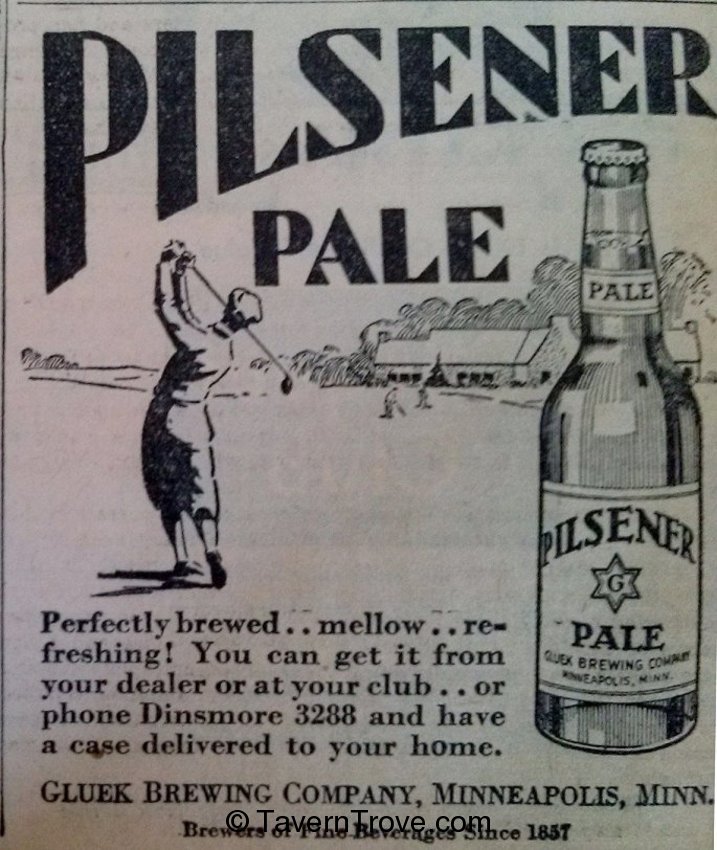 PILSENER
PALE
PALE
PILSENER
G
PALE
GLUEK BREWING COMPANY
MINNEAPOLIS, MINN.
Perfectly brewed . . mellow . . re-
freshing! You can get it from
your dealer or at your club . . or
phone Dinsmore 3288 and have
a case delivered to your home.
GLUEK BREWING COMPANY, MINNEAPOLIS, MINN.
Brewers of Fine Beverages Since 1857
© TavernTrove.com